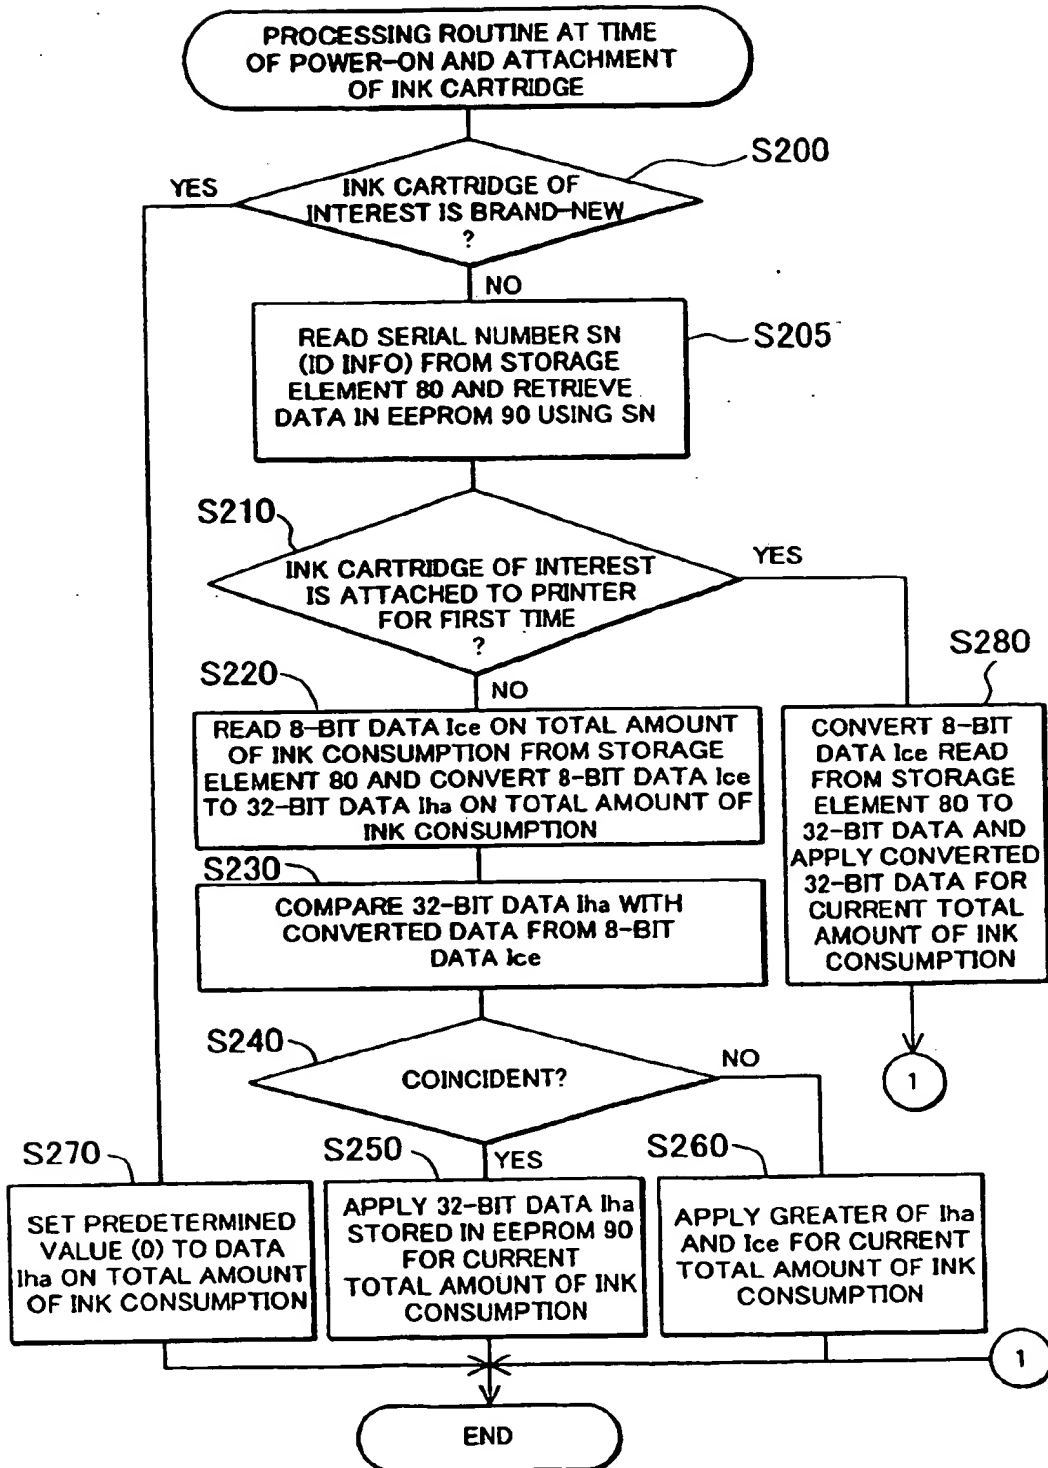 PROCESSING ROUTINE AT TIME
OF POWER-ON AND ATTACHMENT
OF INK CARTRIDGE
S200
YES
INK CARTRIDGE OF
INTEREST IS BRAND-NEW
?
NO
S205
READ SERIAL NUMBER SN
(ID INFO) FROM STORAGE
ELEMENT 80 AND RETRIEVE
DATA IN EEPROM 90 USING SN
S210
YES
INK CARTRIDGE OF INTEREST
IS ATTACHED TO PRINTER
FOR FIRST TIME
?
NO
S280
CONVERT 8-BIT
DATA Ice READ
FROM STORAGE
ELEMENT 80 TO
32-BIT DATA AND
APPLY CONVERTED
32-BIT DATA FOR
CURRENT TOTAL
AMOUNT OF INK
CONSUMPTION
1
S220
READ 8-BIT DATA Ice ON TOTAL AMOUNT
OF INK CONSUMPTION FROM STORAGE
ELEMENT 80 AND CONVERT 8-BIT DATA Ice
TO 32-BIT DATA Iha ON TOTAL AMOUNT OF
INK CONSUMPTION
S230
COMPARE 32-BIT DATA Iha WITH
CONVERTED DATA FROM 8-BIT
DATA Ice
S240
COINCIDENT?
NO
YES
S270
SET PREDETERMINED
VALUE (0) TO DATA
Iha ON TOTAL AMOUNT
OF INK CONSUMPTION
S250
APPLY 32-BIT DATA Iha
STORED IN EEPROM 90
FOR CURRENT
TOTAL AMOUNT OF INK
CONSUMPTION
S260
APPLY GREATER OF Iha
AND Ice FOR CURRENT
TOTAL AMOUNT OF INK
CONSUMPTION
1
END